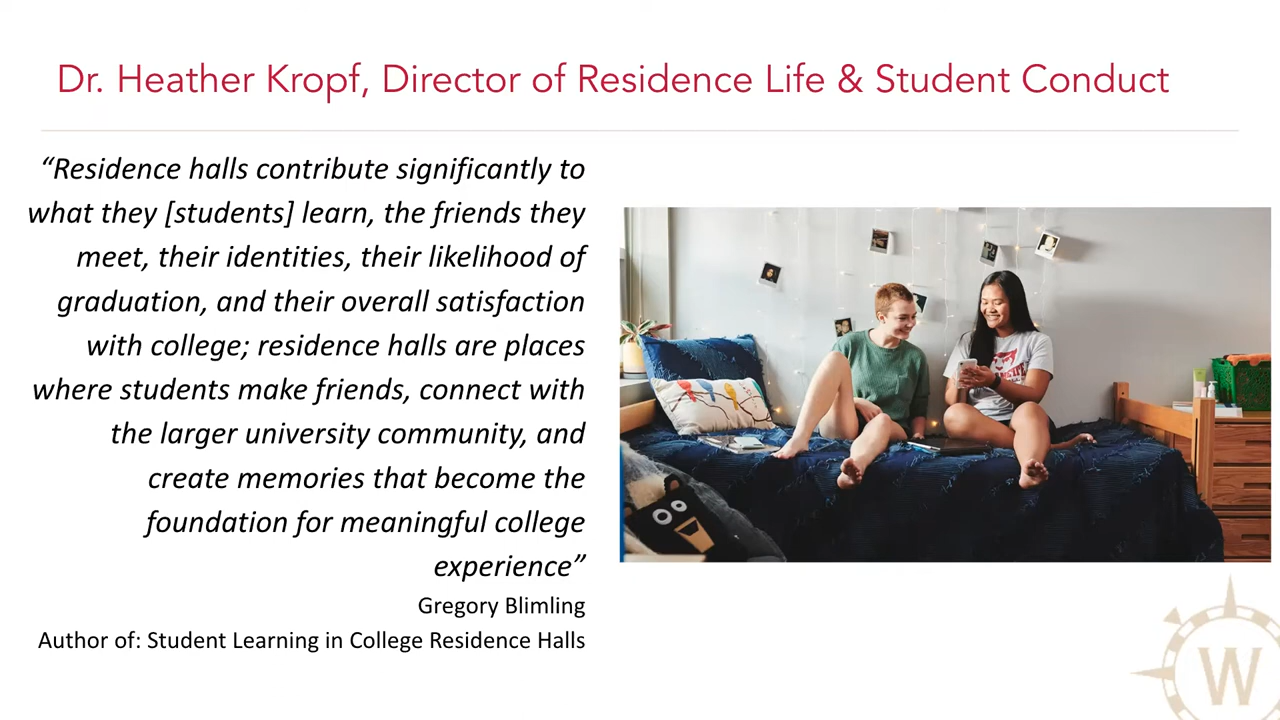 Dr. Heather Kropf, Director of Residence Life & Student Conduct
“Residence halls contribute significantly to
what they [students] learn, the friends they
meet, their identities, their likelihood of
graduation, and their overall satisfaction
with college; residence halls are places
where students make friends, connect with
the larger university community, and
create memories that become the
foundation for meaningful college
experience”
Gregory Blimling
Author of: Student Learning in College Residence Halls
W